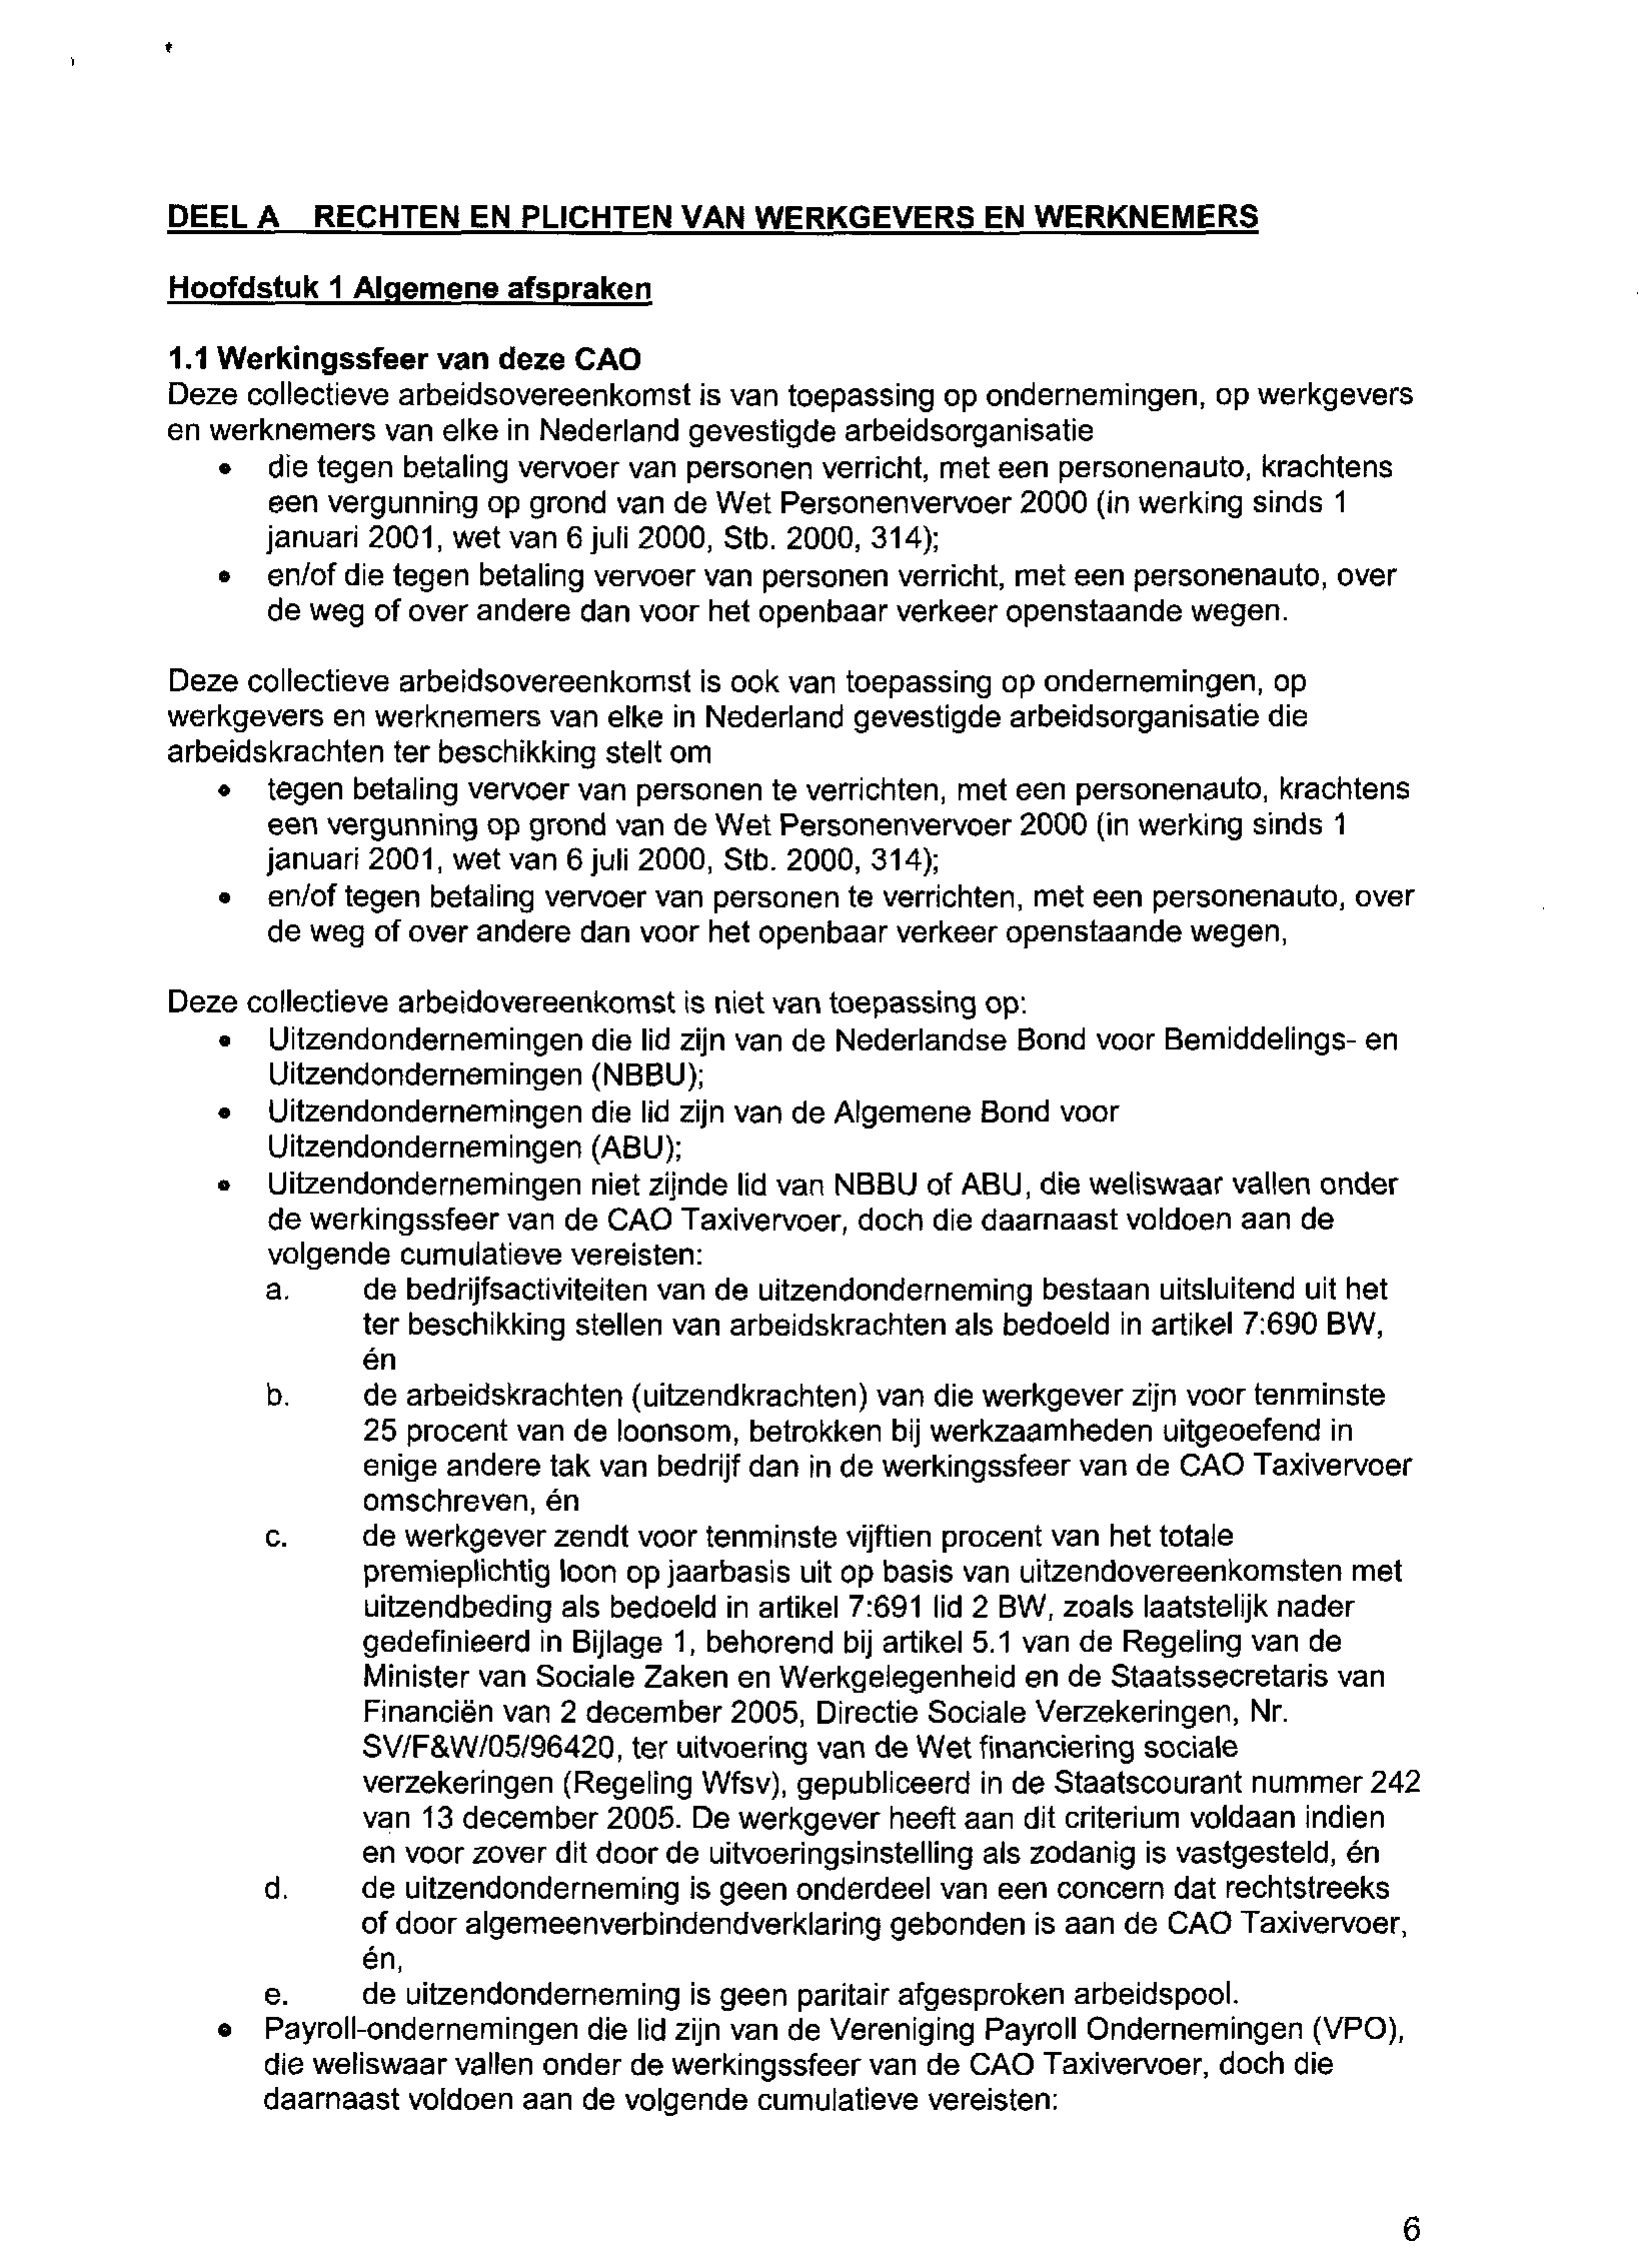 DEEL A RECHTEN EN PLICHTEN VAN WERKGEVERS EN WERKNEMERS
Hoofdstuk 1 Algemene afspraken
1.1 Werkingssfeer van deze CAO
Deze collectieve arbeidsovereenkomst is van toepassing op ondernemingen, op werkgevers
en werknemers van elke in Nederland gevestigde arbeidsorganisatie
• die tegen betaling vervoer van personen verricht, met een personenauto, krachtens
een vergunning op grond van de Wet Personenvervoer 2000 (in werking sinds 1
januari 2001, wet van 6 juli 2000, Stb. 2000, 314);
• en/of die tegen betaling vervoer van personen verricht, met een personenauto, over
de weg of over andere dan voor het openbaar verkeer openstaande wegen.
Deze collectieve arbeidsovereenkomst is ook van toepassing op ondernemingen, op
werkgevers en werknemers van elke in Nederland gevestigde arbeidsorganisatie die
arbeidskrachten ter beschikking stelt om
• tegen betaling vervoer van personen te verrichten, met een personenauto, krachtens
een vergunning op grond van de Wet Personenvervoer 2000 (in werking sinds 1
januari 2001, wet van 6 juli 2000, Stb. 2000, 314);
• en/of tegen betaling vervoer van personen te verrichten, met een personenauto, over
de weg of over andere dan voor het openbaar verkeer openstaande wegen,
Deze collectieve arbeidovereenkomst is niet van toepassing op:
• Uitzendondernemingen die lid zijn van de Nederlandse Bond voor Bemiddelings- en
Uitzendondernemingen (NBBU);
• Uitzendondernemingen die lid zijn van de Algemene Bond voor
Uitzendondernemingen (ABU);
• Uitzendondernemingen niet zijnde lid van NBBU of ABU, die weliswaar vallen onder
de werkingssfeer van de CAO Taxivervoer, doch die daarnaast voldoen aan de
volgende cumulatieve vereisten:
a. de bedrijfsactiviteiten van de uitzendonderneming bestaan uitsluitend uit het
ter beschikking stellen van arbeidskrachten als bedoeld in artikel 7:690 BW,
én
b. de arbeidskrachten (uitzendkrachten) van die werkgever zijn voor tenminste
25 procent van de loonsom, betrokken bij werkzaamheden uitgeoefend in
enige andere tak van bedrijf dan in de werkingssfeer van de CAO Taxivervoer
omschreven, én
c. de werkgever zendt voor tenminste vijftien procent van het totale
premieplichtig loon op jaarbasis uit op basis van uitzendovereenkomsten met
uitzendbeding als bedoeld in artikel 7:691 lid 2 BW, zoals laatstelijk nader
gedefinieerd in Bijlage 1, behorend bij artikel 5.1 van de Regeling van de
Minister van Sociale Zaken en Werkgelegenheid en de Staatssecretaris van
Financiën van 2 december 2005, Directie Sociale Verzekeringen, Nr.
SV/F&W/05/96420, ter uitvoering van de Wet financiering sociale
verzekeringen (Regeling Wfsv), gepubliceerd in de Staatscourant nummer 242
van 13 december 2005. De werkgever heeft aan dit criterium voldaan indien
en voor zover dit door de uitvoeringsinstelling als zodanig is vastgesteld, én
d. de uitzendonderneming is geen onderdeel van een concern dat rechtstreeks
of door algemeenverbindendverklaring gebonden is aan de CAO Taxivervoer,
én,
e. de uitzendonderneming is geen paritair afgesproken arbeidspool.
• Payroll-ondernemingen die lid zijn van de Vereniging Payroll Ondernemingen (VPO),
die weliswaar vallen onder de werkingssfeer van de CAO Taxivervoer, doch die
daarnaast voldoen aan de volgende cumulatieve vereisten:
6